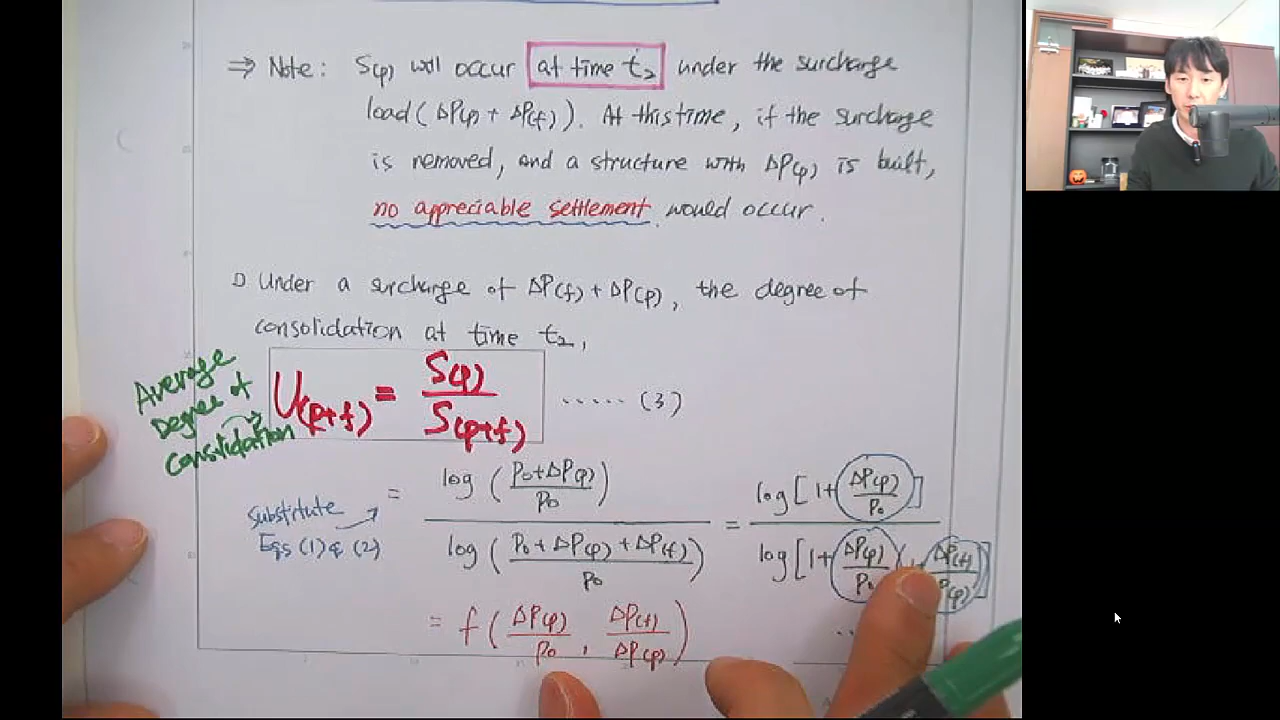 ⇒ Note: S(p) will occur at time t₂ under the surcharge
load (ΔP(p) + ΔP(f)). At this time, if the surcharge
is removed, and a structure with ΔP(p) is built,
no appreciable settlement would occur.
1) Under a surcharge of ΔP(f) + ΔP(p), the degree of
consolidation at time t₂,
Average
Degree of
consolidation
U(p+f) = S(p) / S(p+f) ..... (3)
substitute
Eqs (1) & (2)
= log ( P₀+ΔP(p) / P₀ ) / log ( P₀ + ΔP(p) + ΔP(f) / P₀ ) = log [ 1+ ΔP(p) / P₀ ] / log [ 1+ ΔP(p) / P₀ ( ΔP(f) / P(p) ]
= f ( ΔP(p) / P₀ , ΔP(f) / ΔP(p) )